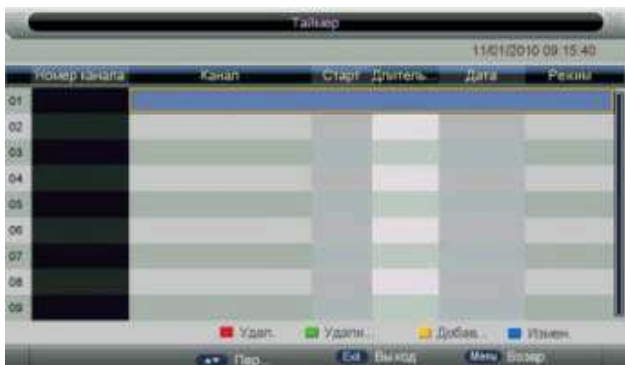 Таймер
11/01/2010 09:15:40
Номер канала Канал Старт Длитель... Дата Режим
01
02
03
04
05
06
07
08
09
Удал. Удали... Добав... Измен.
Пер... Exit Выход Menu Возвр.